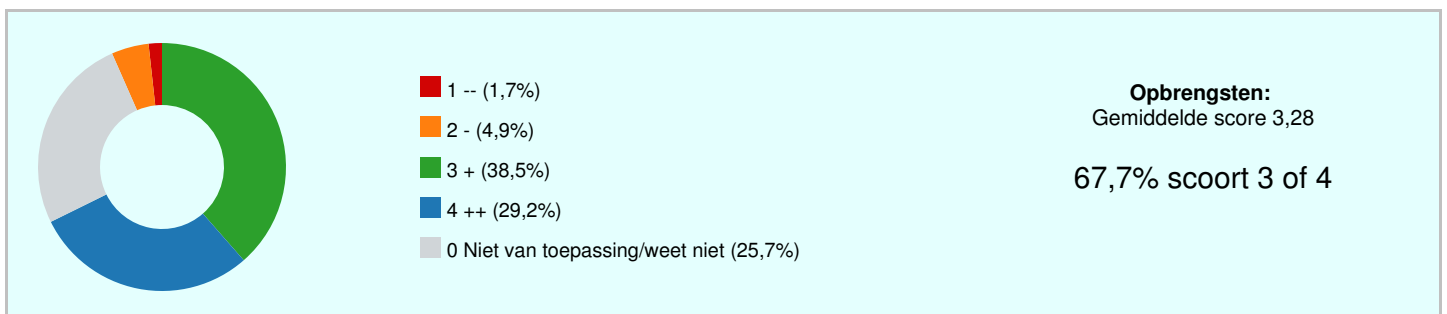 1 -- (1,7%)
2 - (4,9%)
3 + (38,5%)
4 ++ (29,2%)
0 Niet van toepassing/weet niet (25,7%)
Opbrengsten:
Gemiddelde score 3,28
67,7% scoort 3 of 4